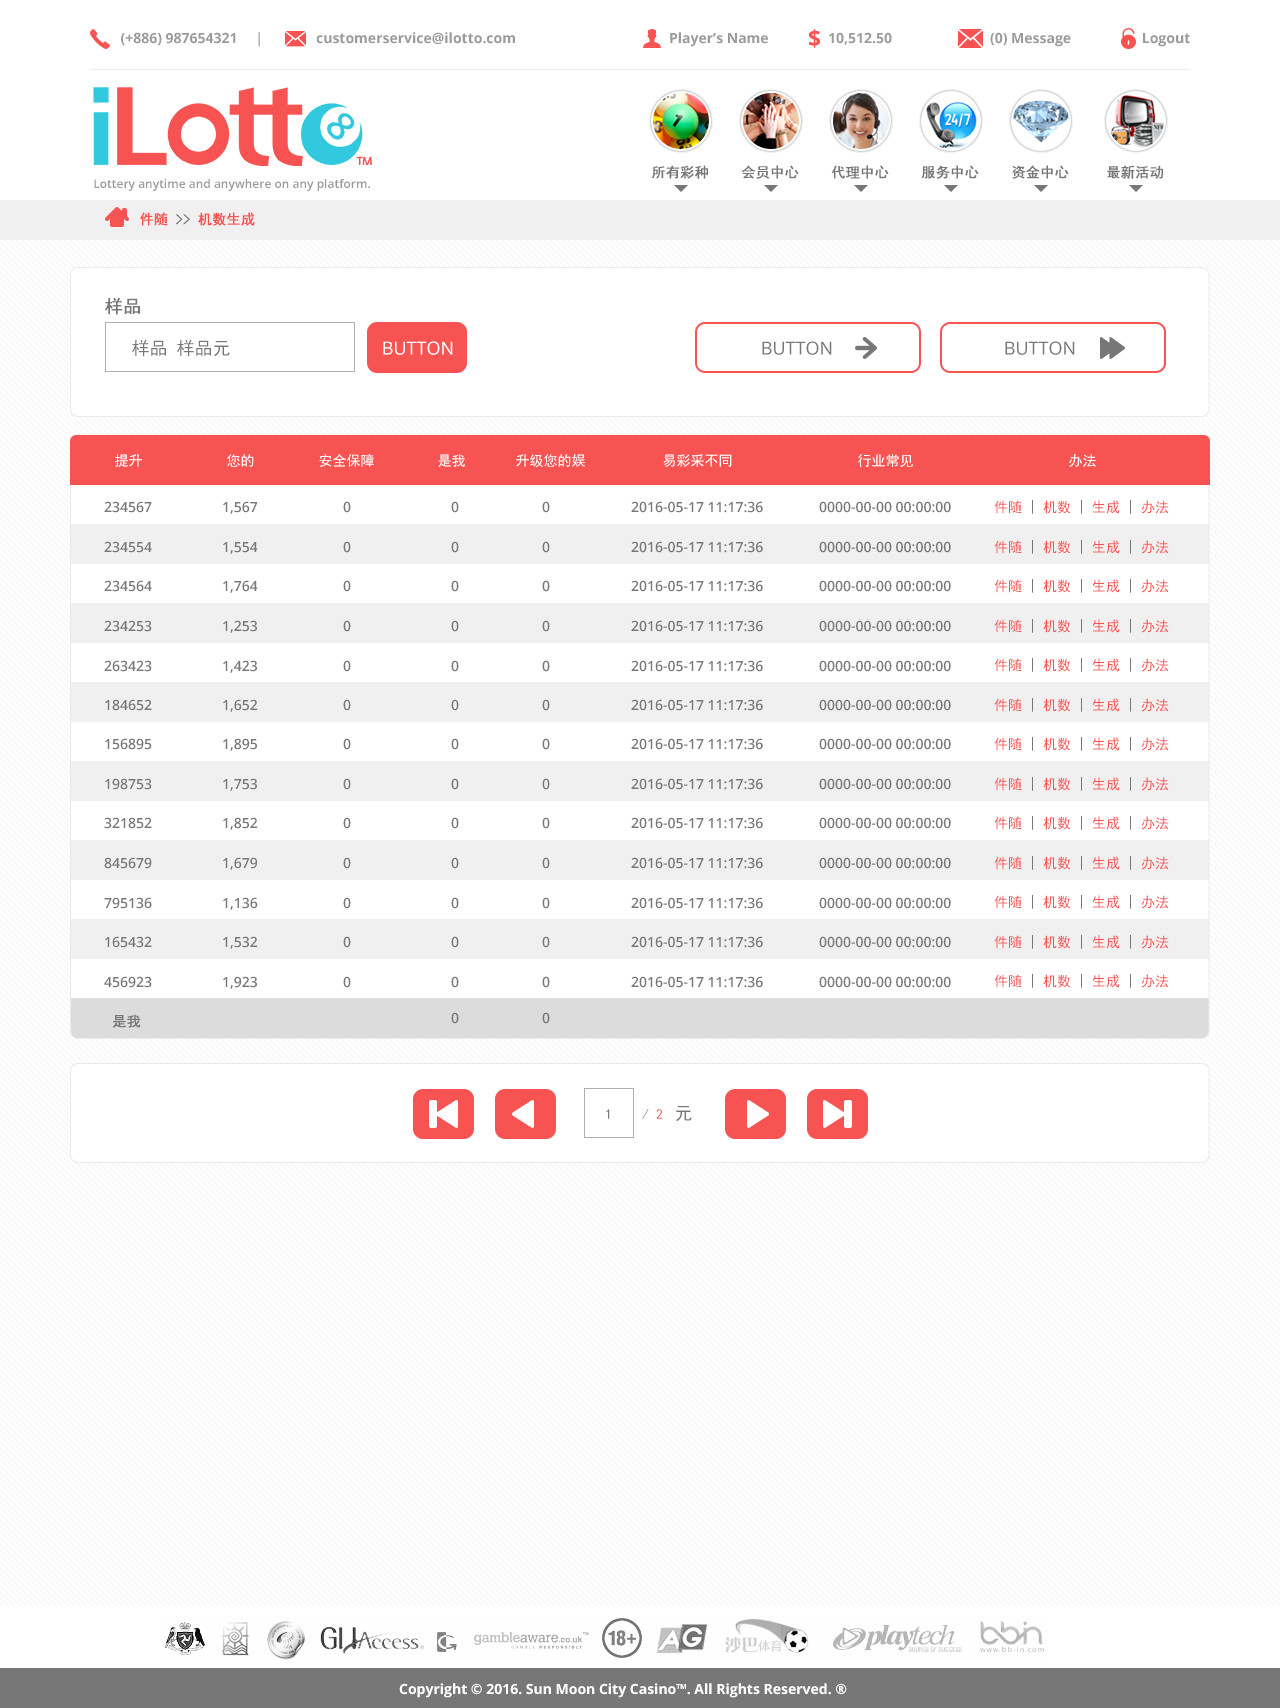 (+886) 987654321 | customerservice@ilotto.com Player's Name $ 10,512.50 (0) Message Logout
iLotto8™
Lottery anytime and anywhere on any platform.
24/7
所有彩种 会员中心 代理中心 服务中心 资金中心 最新活动
件随 >> 机数生成
样品
样品 样品元 BUTTON BUTTON BUTTON
提升 您的 安全保障 是我 升级您的娱 易彩采不同 行业常见 办法
234567 1,567 0 0 0 2016-05-17 11:17:36 0000-00-00 00:00:00 件随 | 机数 | 生成 | 办法
234554 1,554 0 0 0 2016-05-17 11:17:36 0000-00-00 00:00:00 件随 | 机数 | 生成 | 办法
234564 1,764 0 0 0 2016-05-17 11:17:36 0000-00-00 00:00:00 件随 | 机数 | 生成 | 办法
234253 1,253 0 0 0 2016-05-17 11:17:36 0000-00-00 00:00:00 件随 | 机数 | 生成 | 办法
263423 1,423 0 0 0 2016-05-17 11:17:36 0000-00-00 00:00:00 件随 | 机数 | 生成 | 办法
184652 1,652 0 0 0 2016-05-17 11:17:36 0000-00-00 00:00:00 件随 | 机数 | 生成 | 办法
156895 1,895 0 0 0 2016-05-17 11:17:36 0000-00-00 00:00:00 件随 | 机数 | 生成 | 办法
198753 1,753 0 0 0 2016-05-17 11:17:36 0000-00-00 00:00:00 件随 | 机数 | 生成 | 办法
321852 1,852 0 0 0 2016-05-17 11:17:36 0000-00-00 00:00:00 件随 | 机数 | 生成 | 办法
845679 1,679 0 0 0 2016-05-17 11:17:36 0000-00-00 00:00:00 件随 | 机数 | 生成 | 办法
795136 1,136 0 0 0 2016-05-17 11:17:36 0000-00-00 00:00:00 件随 | 机数 | 生成 | 办法
165432 1,532 0 0 0 2016-05-17 11:17:36 0000-00-00 00:00:00 件随 | 机数 | 生成 | 办法
456923 1,923 0 0 0 2016-05-17 11:17:36 0000-00-00 00:00:00 件随 | 机数 | 生成 | 办法
是我 0 0
1 / 2 元
GLI Access gambleaware.co.uk™ GAMBLE RESPONSIBLY 18+ AG 沙巴体育 playtech SOURCE OF SUCCESS bbin www.bb-in.com
Copyright © 2016. Sun Moon City Casino™. All Rights Reserved. ®